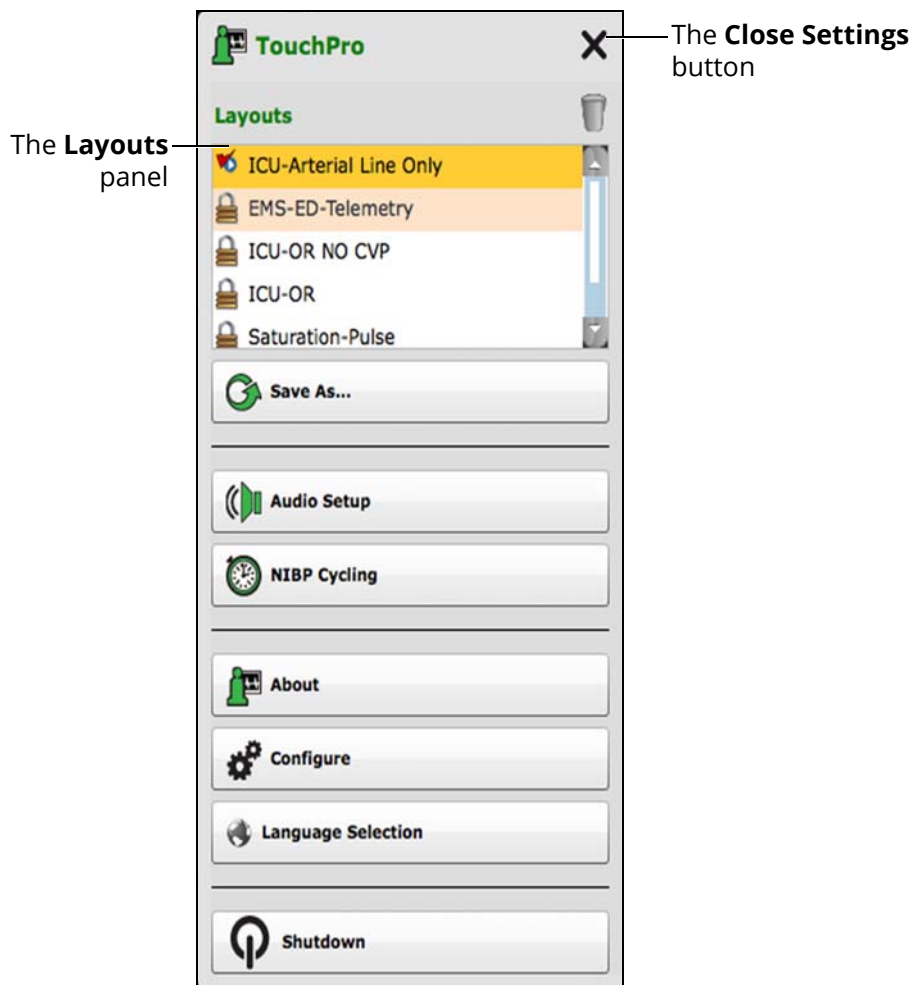 TouchPro
The Close Settings
button
Layouts
The Layouts
panel
ICU-Arterial Line Only
EMS-ED-Telemetry
ICU-OR NO CVP
ICU-OR
Saturation-Pulse
Save As...
Audio Setup
NIBP Cycling
About
Configure
Language Selection
Shutdown